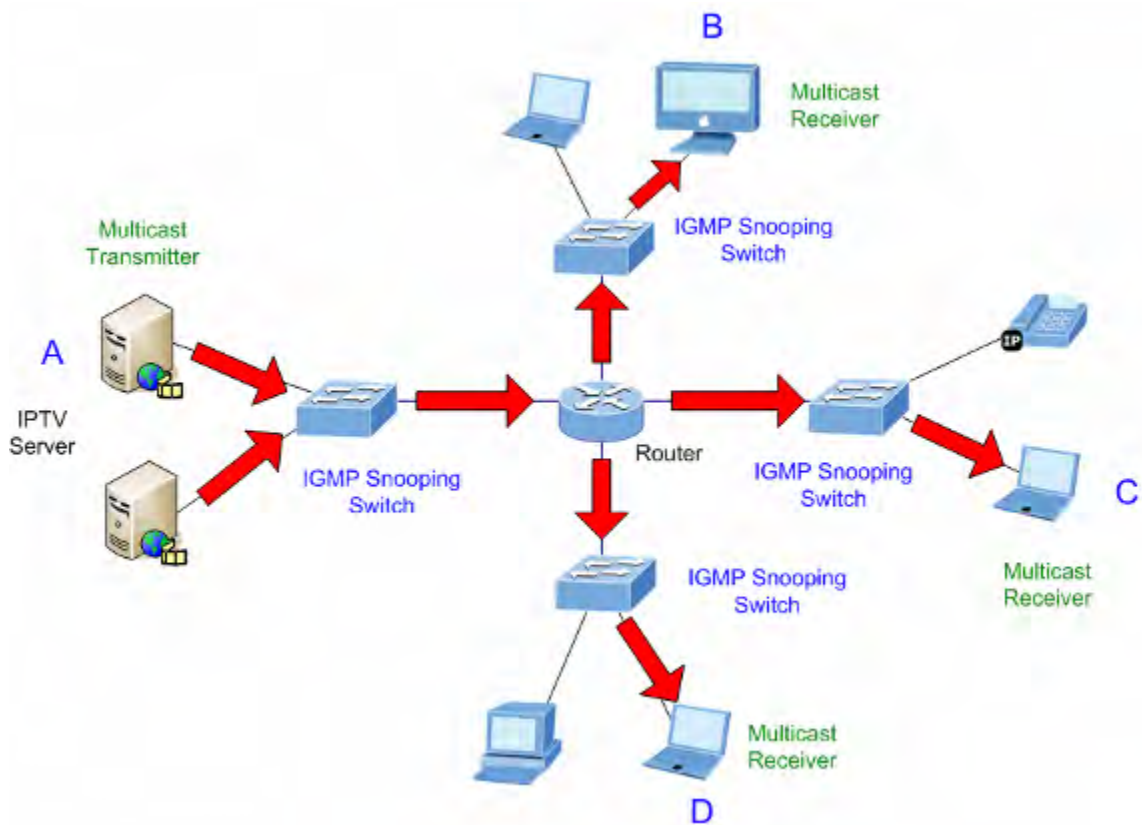 B
Multicast
Receiver
IGMP Snooping
Switch
Multicast
Transmitter
A
IPTV
Server
IP
IGMP Snooping
Switch
Router
IGMP Snooping
Switch
C
Multicast
Receiver
IGMP Snooping
Switch
Multicast
Receiver
D